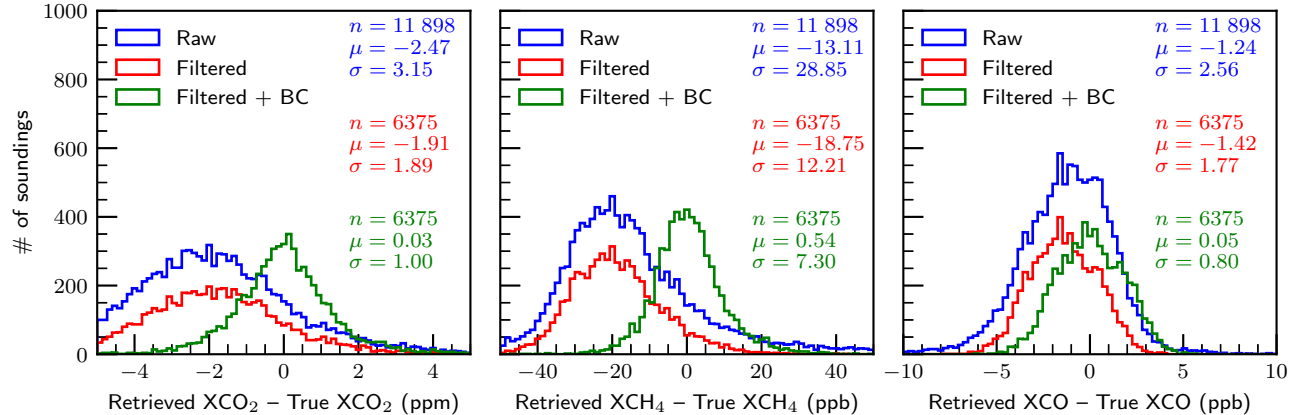 1000
800
600
400
200
0
# of soundings
Raw
Filtered
Filtered + BC
n = 11 898
μ = −2.47
σ = 3.15
n = 6375
μ = −1.91
σ = 1.89
n = 6375
μ = 0.03
σ = 1.00
−4 −2 0 2 4
Retrieved XCO₂ – True XCO₂ (ppm)
Raw
Filtered
Filtered + BC
n = 11 898
μ = −13.11
σ = 28.85
n = 6375
μ = −18.75
σ = 12.21
n = 6375
μ = 0.54
σ = 7.30
−40 −20 0 20 40
Retrieved XCH₄ – True XCH₄ (ppb)
Raw
Filtered
Filtered + BC
n = 11 898
μ = −1.24
σ = 2.56
n = 6375
μ = −1.42
σ = 1.77
n = 6375
μ = 0.05
σ = 0.80
−10 −5 0 5 10
Retrieved XCO – True XCO (ppb)